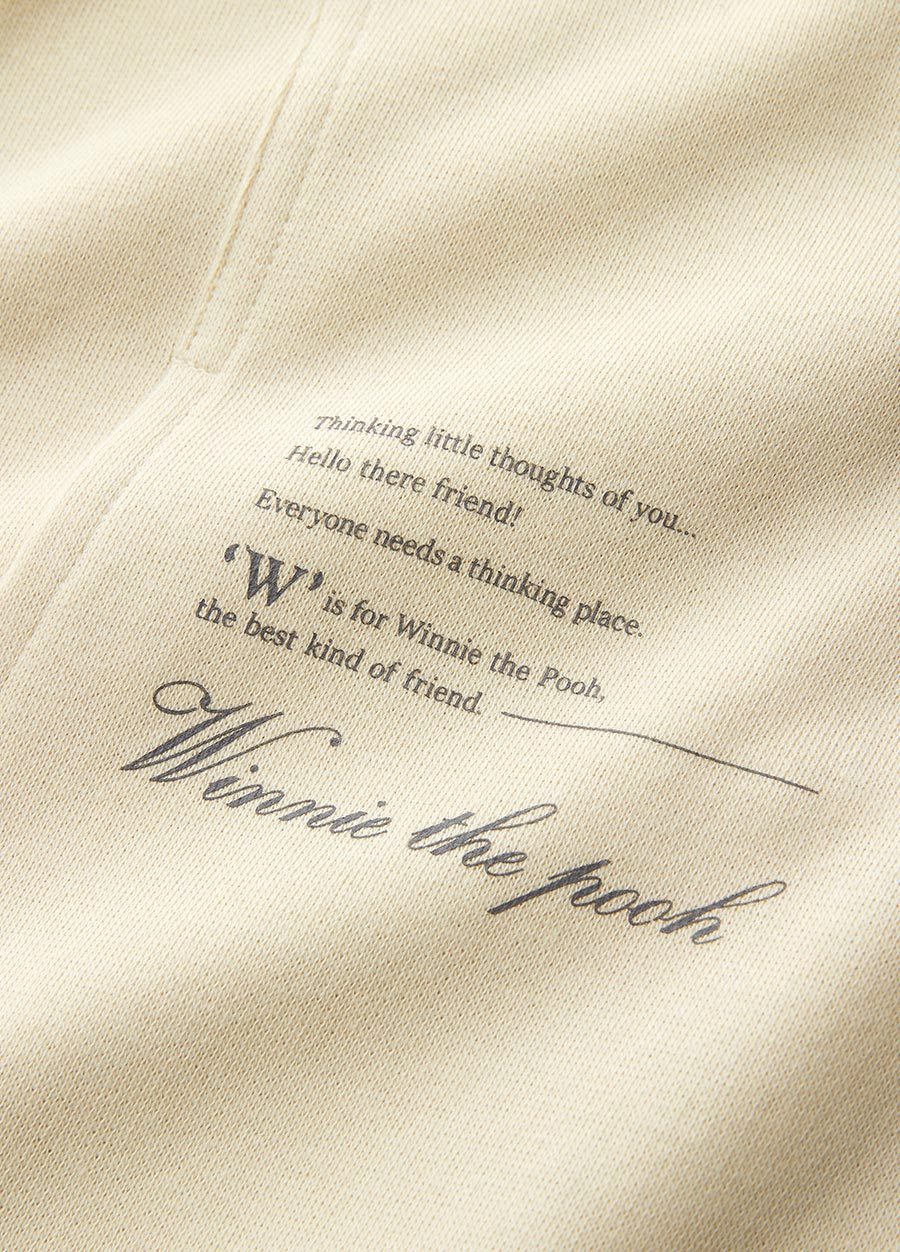 Thinking little thoughts of you...
Hello there friend!
Everyone needs a thinking place.
‘W’ is for Winnie the Pooh,
the best kind of friend.
Winnie the pooh